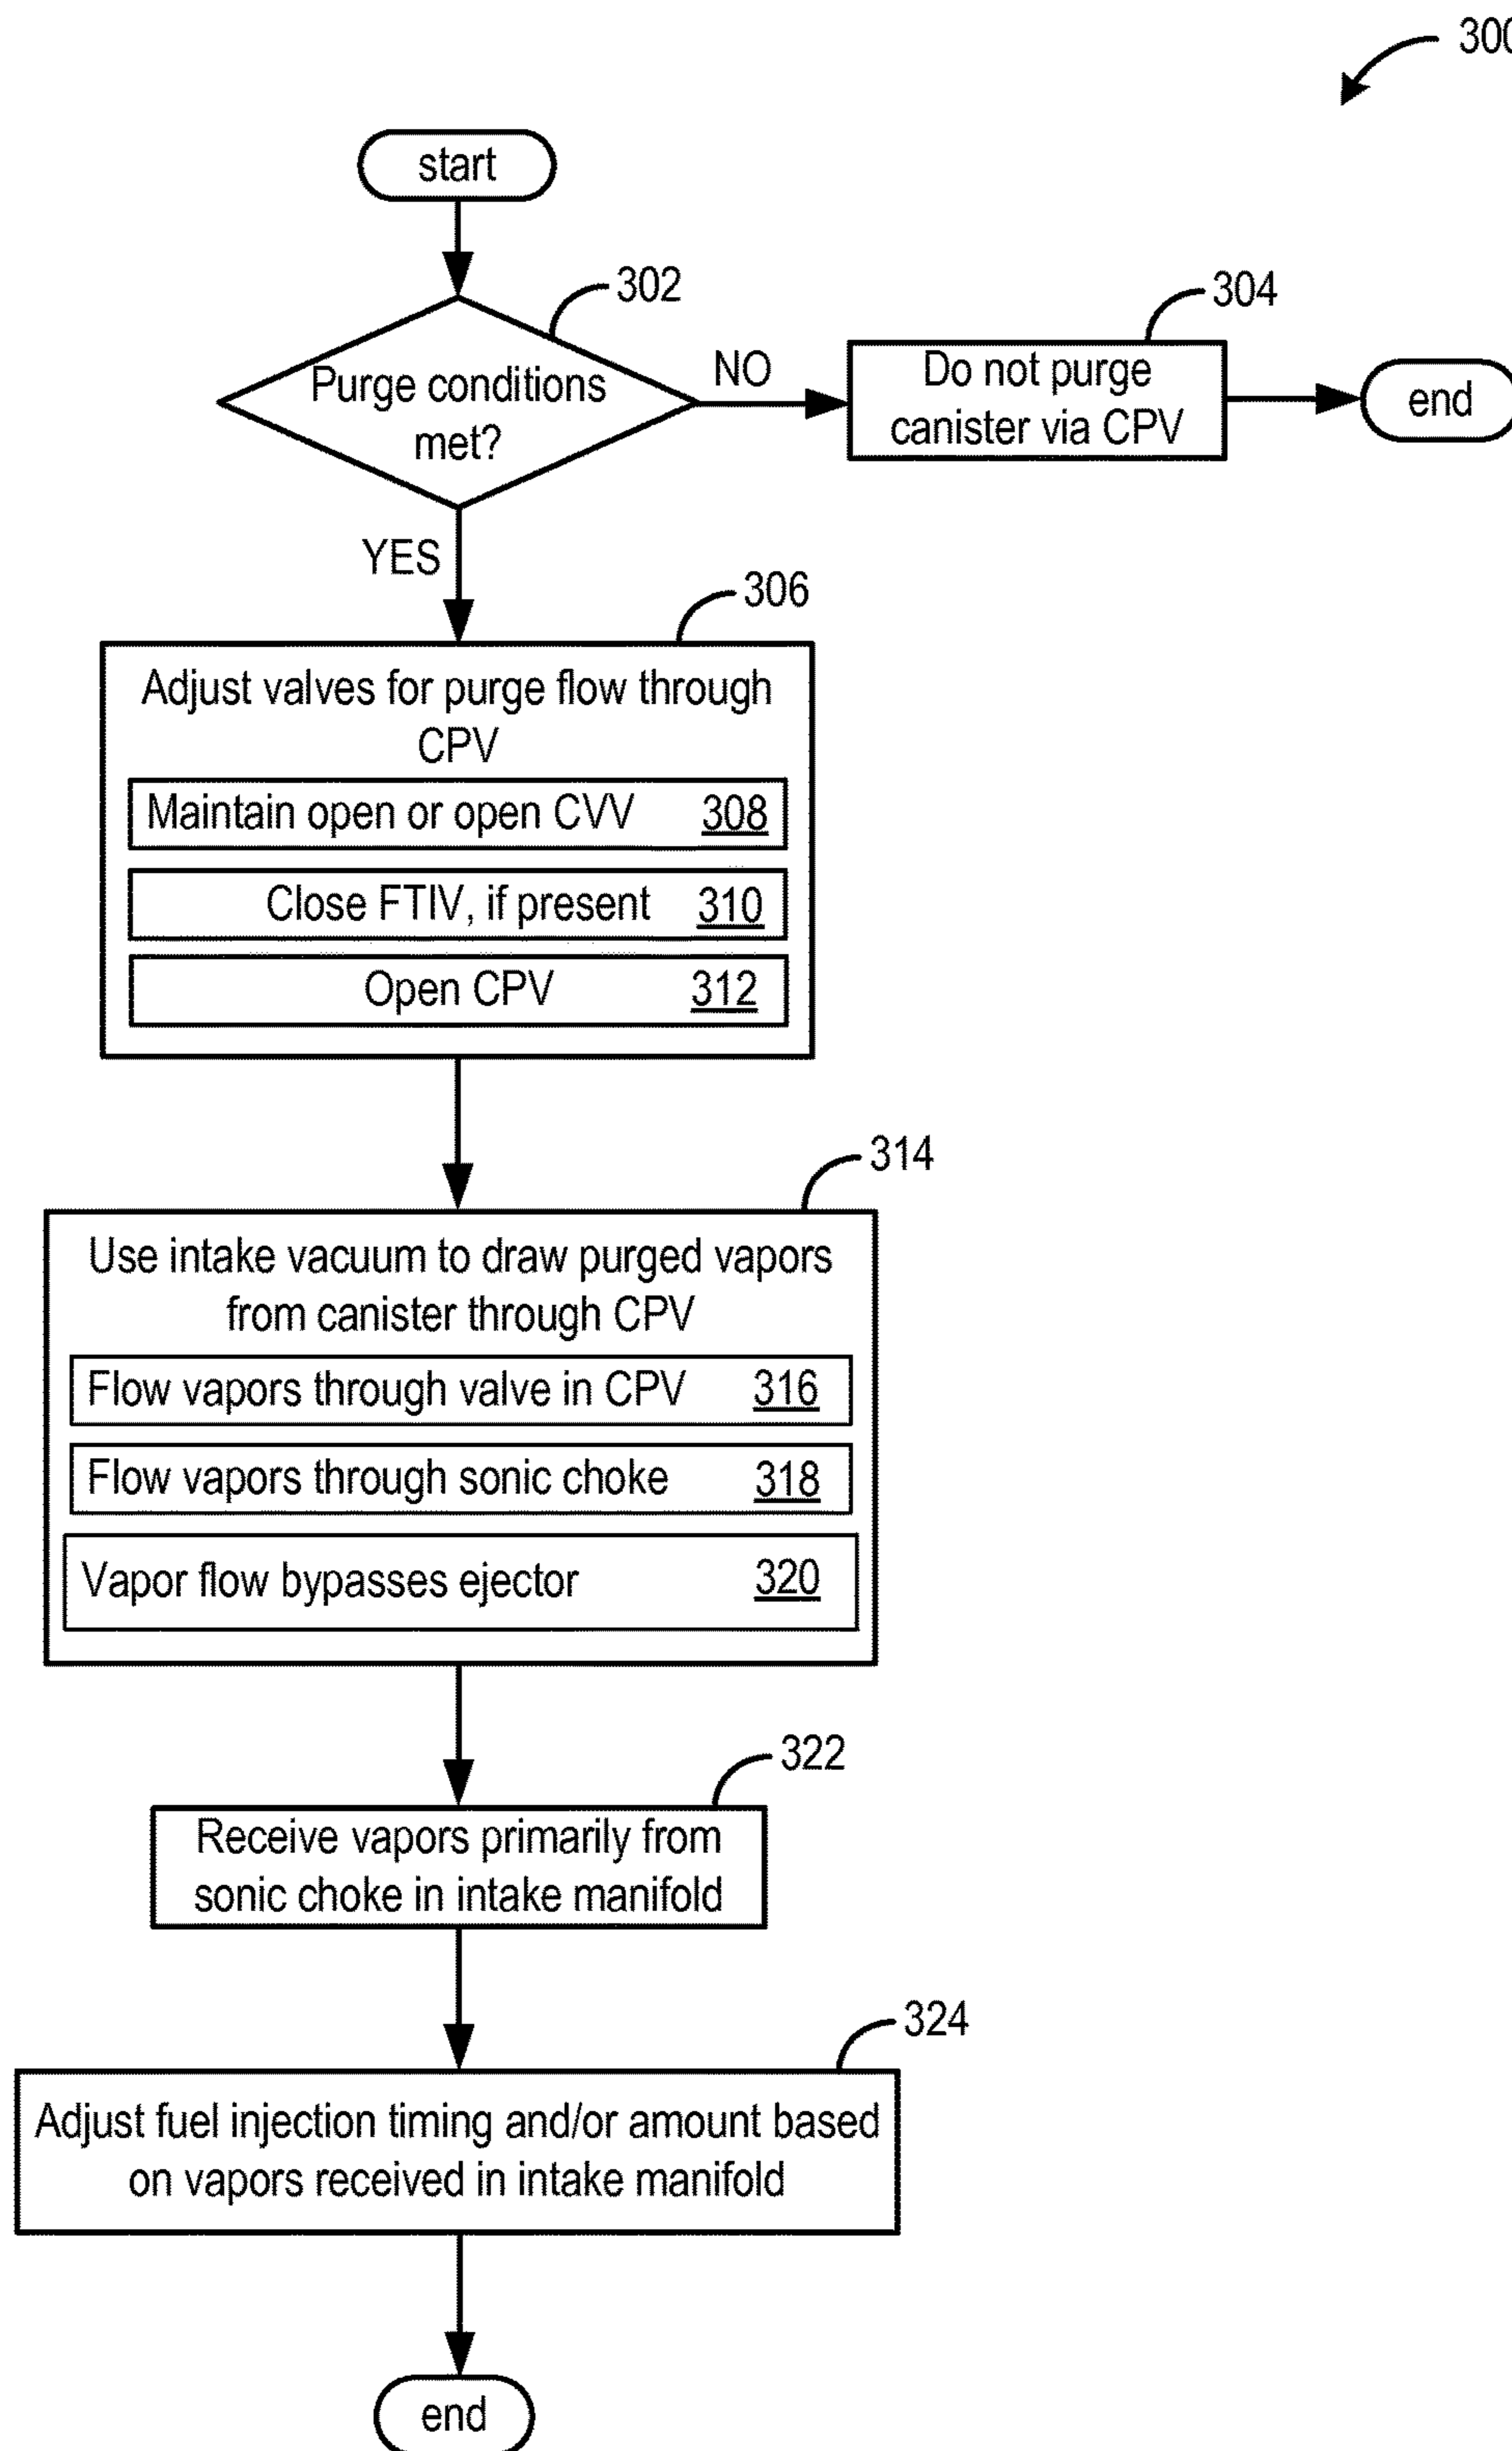 300
start
302
Purge conditions
met?
NO
304
Do not purge
canister via CPV
end
YES
306
Adjust valves for purge flow through
CPV
Maintain open or open CVV 308
Close FTIV, if present 310
Open CPV 312
314
Use intake vacuum to draw purged vapors
from canister through CPV
Flow vapors through valve in CPV 316
Flow vapors through sonic choke 318
Vapor flow bypasses ejector 320
322
Receive vapors primarily from
sonic choke in intake manifold
324
Adjust fuel injection timing and/or amount based
on vapors received in intake manifold
end